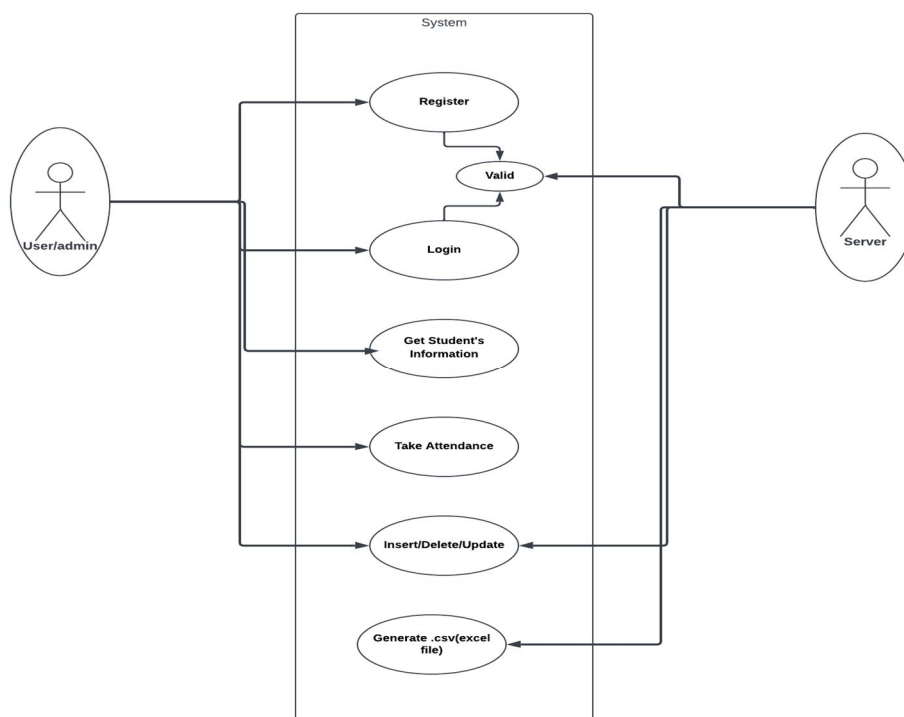 System
Register
Valid
User/admin
Server
Login
Get Student's
Information
Take Attendance
Insert/Delete/Update
Generate .csv(excel
file)